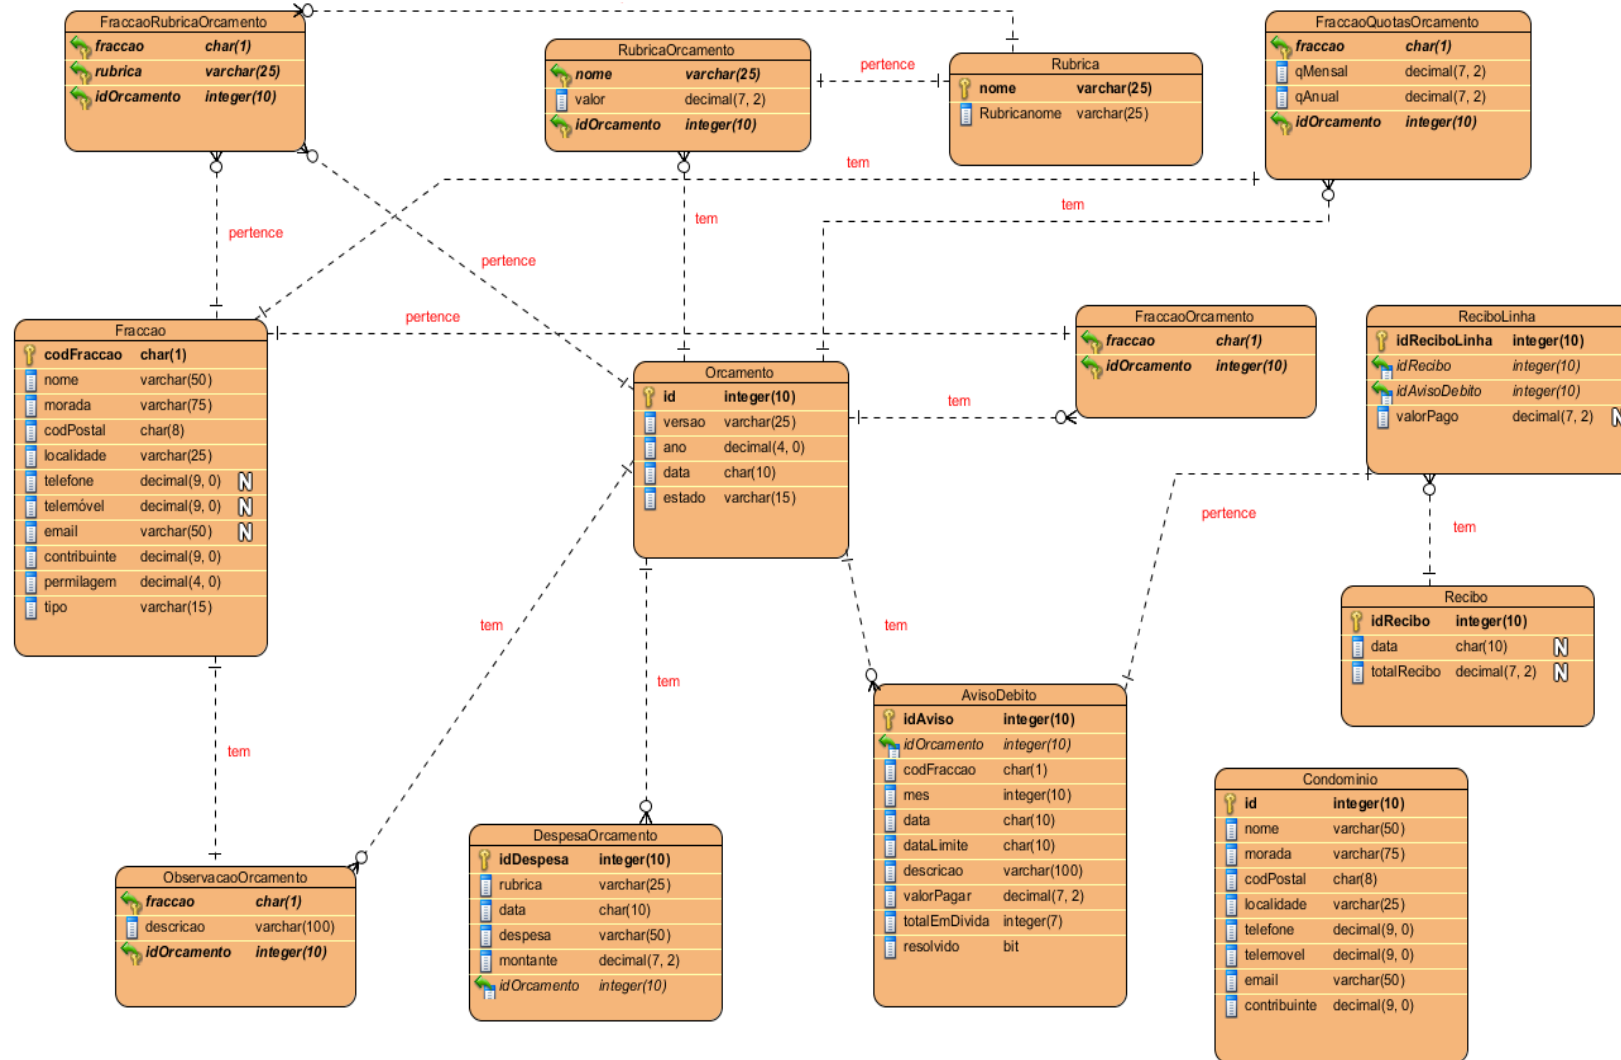 FraccaoRubricaOrcamento
fraccao char(1)
rubrica varchar(25)
idOrcamento integer(10)
RubricaOrcamento
nome varchar(25)
valor decimal(7, 2)
idOrcamento integer(10)
pertence
Rubrica
nome varchar(25)
Rubricanome varchar(25)
FraccaoQuotasOrcamento
fraccao char(1)
qMensal decimal(7, 2)
qAnual decimal(7, 2)
idOrcamento integer(10)
tem
tem
tem
pertence
pertence
pertence
Fraccao
codFraccao char(1)
nome varchar(50)
morada varchar(75)
codPostal char(8)
localidade varchar(25)
telefone decimal(9, 0) N
telemóvel decimal(9, 0) N
email varchar(50) N
contribuinte decimal(9, 0)
permilagem decimal(4, 0)
tipo varchar(15)
Orcamento
id integer(10)
versao varchar(25)
ano decimal(4, 0)
data char(10)
estado varchar(15)
FraccaoOrcamento
fraccao char(1)
idOrcamento integer(10)
tem
ReciboLinha
idReciboLinha integer(10)
idRecibo integer(10)
idAvisoDebito integer(10)
valorPago decimal(7, 2) N
pertence
tem
Recibo
idRecibo integer(10)
data char(10) N
totalRecibo decimal(7, 2) N
tem
tem
tem
tem
AvisoDebito
idAviso integer(10)
idOrcamento integer(10)
codFraccao char(1)
mes integer(10)
data char(10)
dataLimite char(10)
descricao varchar(100)
valorPagar decimal(7, 2)
totalEmDivida integer(7)
resolvido bit
Condominio
id integer(10)
nome varchar(50)
morada varchar(75)
codPostal char(8)
localidade varchar(25)
telefone decimal(9, 0)
telemovel decimal(9, 0)
email varchar(50)
contribuinte decimal(9, 0)
DespesaOrcamento
idDespesa integer(10)
rubrica varchar(25)
data char(10)
despesa varchar(50)
montante decimal(7, 2)
idOrcamento integer(10)
ObservacaoOrcamento
fraccao char(1)
descricao varchar(100)
idOrcamento integer(10)